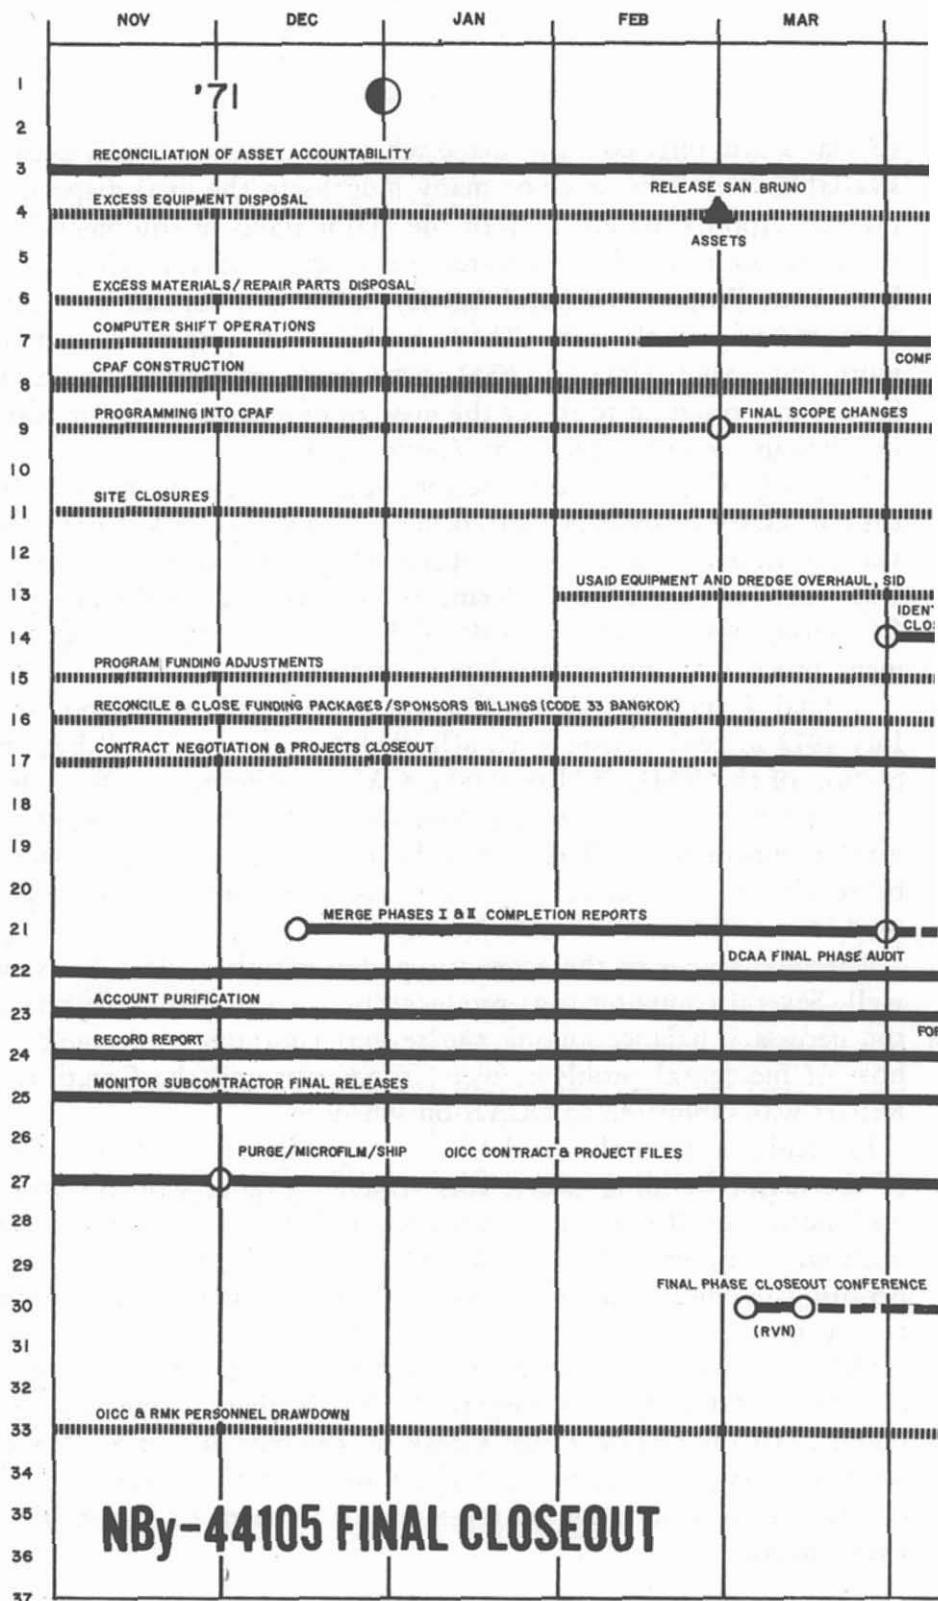 NOV DEC JAN FEB MAR
1
'71
2
RECONCILIATION OF ASSET ACCOUNTABILITY
3
RELEASE SAN BRUNO
EXCESS EQUIPMENT DISPOSAL
4
ASSETS
5
EXCESS MATERIALS/REPAIR PARTS DISPOSAL
6
COMPUTER SHIFT OPERATIONS
7
COMP
CPAF CONSTRUCTION
8
PROGRAMMING INTO CPAF FINAL SCOPE CHANGES
9
10
SITE CLOSURES
11
12
USAID EQUIPMENT AND DREDGE OVERHAUL, SID
13
IDENT
CLOS
14
PROGRAM FUNDING ADJUSTMENTS
15
RECONCILE & CLOSE FUNDING PACKAGES/SPONSORS BILLINGS (CODE 33 BANGKOK)
16
CONTRACT NEGOTIATION & PROJECTS CLOSEOUT
17
18
19
20
MERGE PHASES I & II COMPLETION REPORTS
21
DCAA FINAL PHASE AUDIT
22
ACCOUNT PURIFICATION
23
FOR
RECORD REPORT
24
MONITOR SUBCONTRACTOR FINAL RELEASES
25
26
PURGE/MICROFILM/SHIP OICC CONTRACT & PROJECT FILES
27
28
29
FINAL PHASE CLOSEOUT CONFERENCE
30
(RVN)
31
32
OICC & RMK PERSONNEL DRAWDOWN
33
34
35
NBy-44105 FINAL CLOSEOUT
36
37